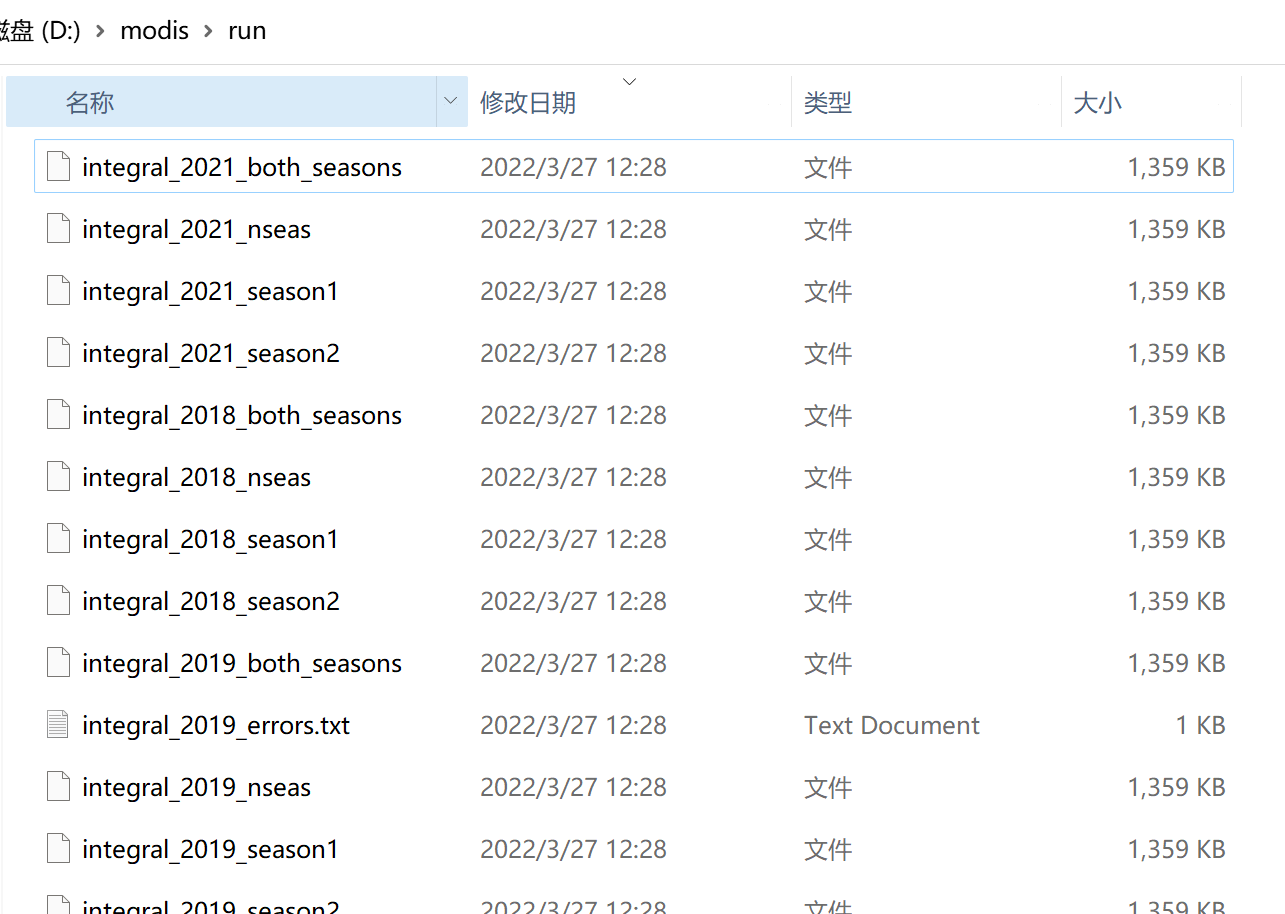 磁盘 (D:) > modis > run
名称 修改日期 类型 大小
integral_2021_both_seasons 2022/3/27 12:28 文件 1,359 KB
integral_2021_nseas 2022/3/27 12:28 文件 1,359 KB
integral_2021_season1 2022/3/27 12:28 文件 1,359 KB
integral_2021_season2 2022/3/27 12:28 文件 1,359 KB
integral_2018_both_seasons 2022/3/27 12:28 文件 1,359 KB
integral_2018_nseas 2022/3/27 12:28 文件 1,359 KB
integral_2018_season1 2022/3/27 12:28 文件 1,359 KB
integral_2018_season2 2022/3/27 12:28 文件 1,359 KB
integral_2019_both_seasons 2022/3/27 12:28 文件 1,359 KB
integral_2019_errors.txt 2022/3/27 12:28 Text Document 1 KB
integral_2019_nseas 2022/3/27 12:28 文件 1,359 KB
integral_2019_season1 2022/3/27 12:28 文件 1,359 KB
integral_2019_season2 2022/3/27 12:28 文件 1,359 KB